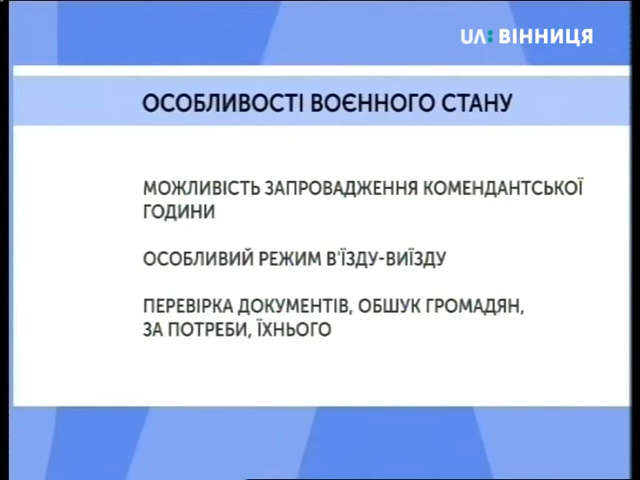 UA: ВІННИЦЯ
ОСОБЛИВОСТІ ВОЄННОГО СТАНУ
МОЖЛИВІСТЬ ЗАПРОВАДЖЕННЯ КОМЕНДАНТСЬКОЇ
ГОДИНИ
ОСОБЛИВИЙ РЕЖИМ В'ЇЗДУ-ВИЇЗДУ
ПЕРЕВІРКА ДОКУМЕНТІВ, ОБШУК ГРОМАДЯН,
ЗА ПОТРЕБИ, ЇХНЬОГО